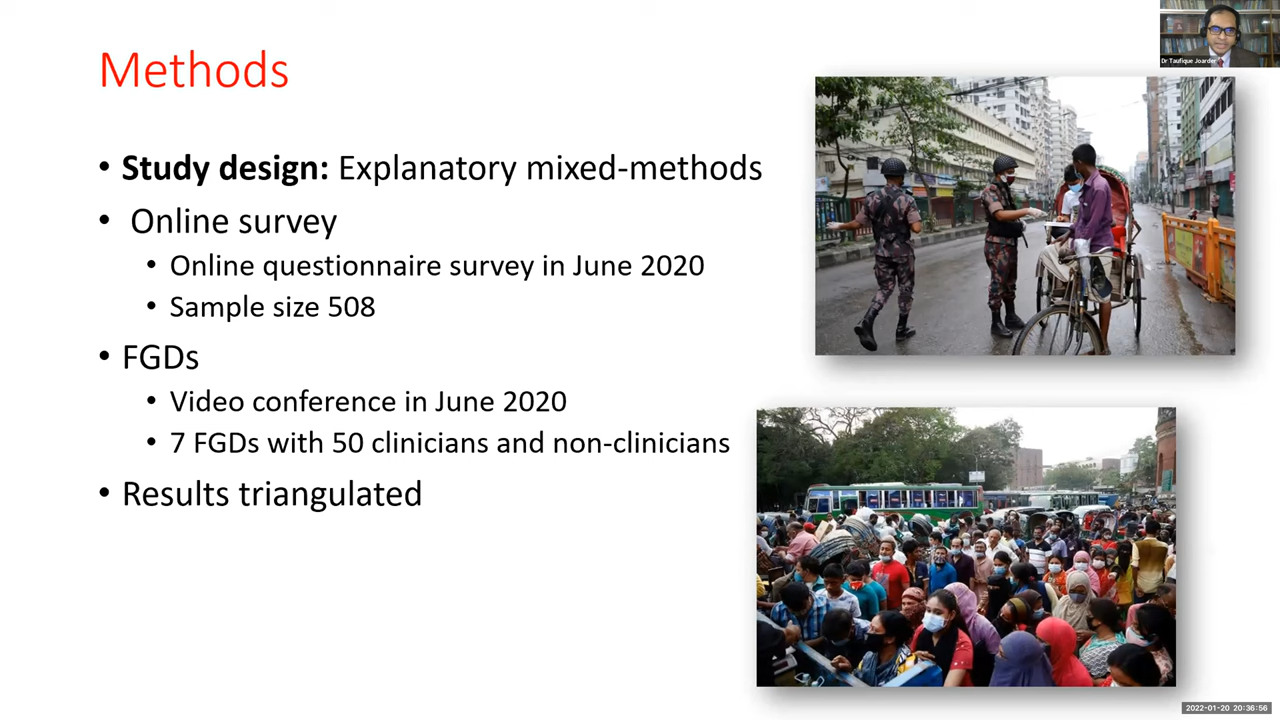 Methods
• Study design: Explanatory mixed-methods
• Online survey
• Online questionnaire survey in June 2020
• Sample size 508
• FGDs
• Video conference in June 2020
• 7 FGDs with 50 clinicians and non-clinicians
• Results triangulated
Dr Taufique Joarder
2022-01-20 20:36:56